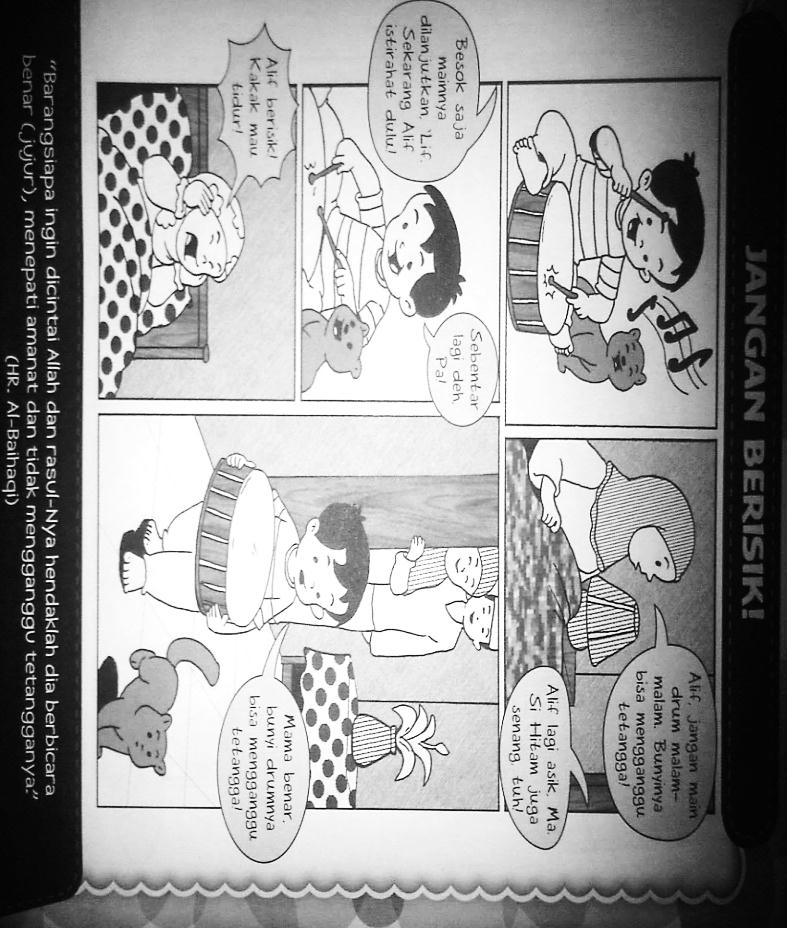 JANGAN BERISIK!
Alif, jangan main
drum malam-
malam. Bunyinya
bisa mengganggu
tetangga!
Alif lagi asik, Ma.
Si Hitam juga
senang tuh!
Besok saja
mainnya
dilanjutkan, 'Lif.
Sekarang Alif
istirahat dulu!
Sebentar
lagi deh,
Pa!
Alif berisik!
Kakak mau
tidur!
Mama benar.
bunyi drumnya
bisa mengganggu
tetangga!
"Barangsiapa ingin dicintai Allah dan rasul-Nya hendaklah dia berbicara
benar (jujur), menepati amanat dan tidak mengganggu tetangganya."
(HR. Al-Baihaqi)